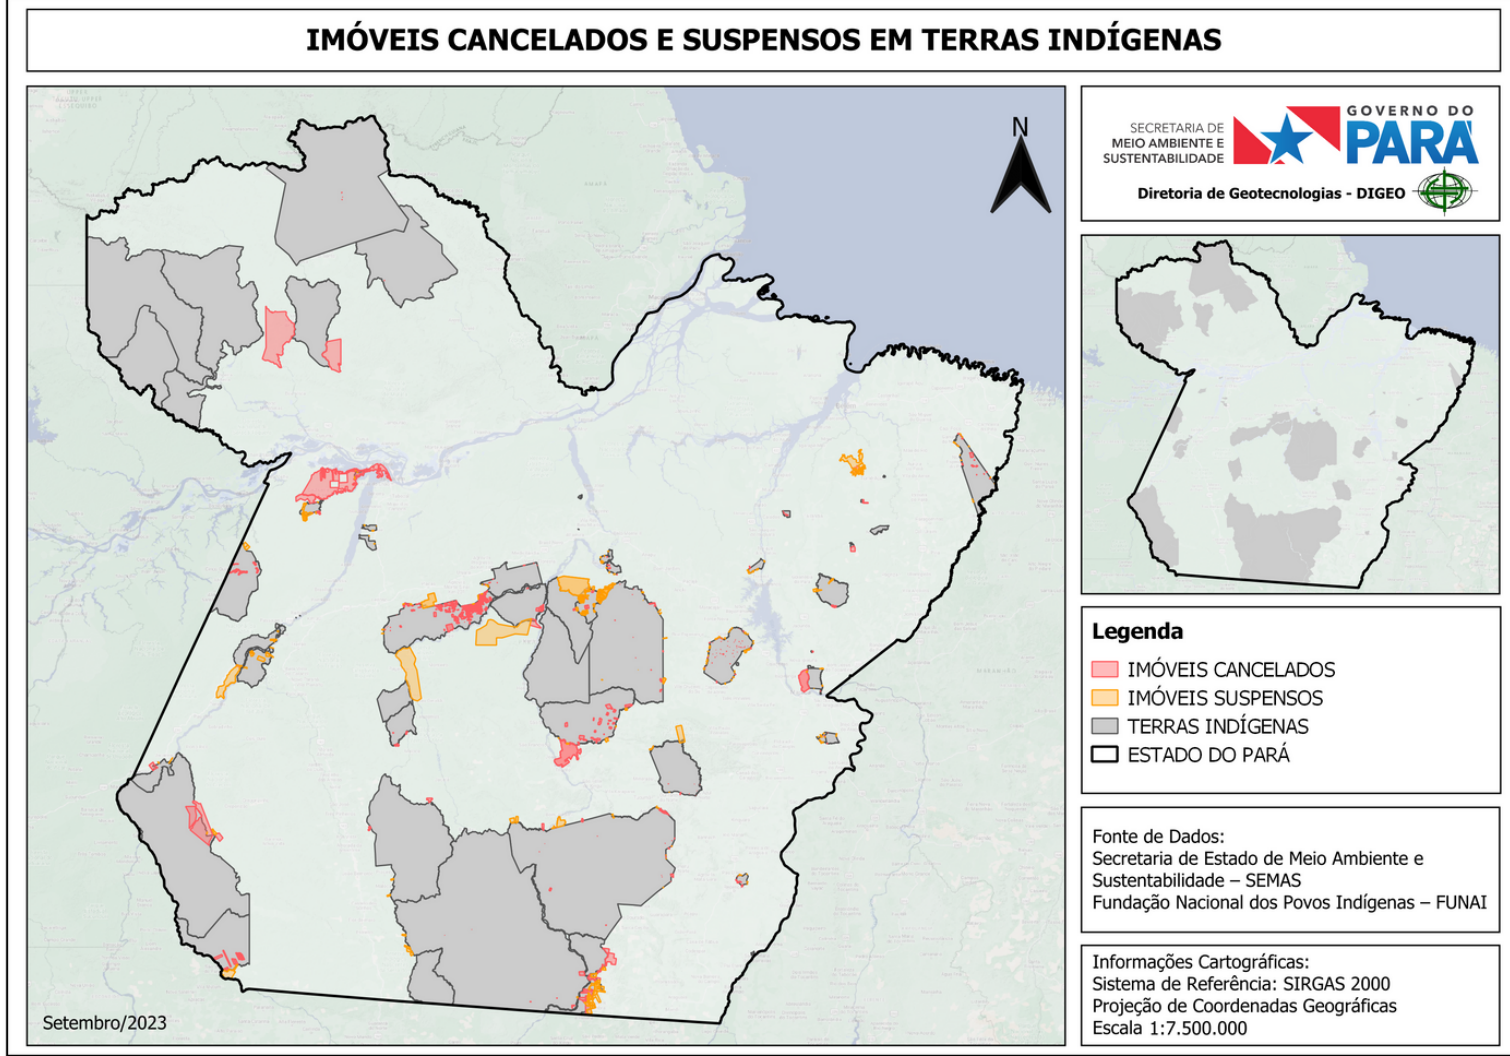 IMÓVEIS CANCELADOS E SUSPENSOS EM TERRAS INDÍGENAS
N
Setembro/2023
SECRETARIA DE
MEIO AMBIENTE E
SUSTENTABILIDADE
GOVERNO DO
PARÁ
Diretoria de Geotecnologias - DIGEO
Legenda
IMÓVEIS CANCELADOS
IMÓVEIS SUSPENSOS
TERRAS INDÍGENAS
ESTADO DO PARÁ
Fonte de Dados:
Secretaria de Estado de Meio Ambiente e
Sustentabilidade – SEMAS
Fundação Nacional dos Povos Indígenas – FUNAI
Informações Cartográficas:
Sistema de Referência: SIRGAS 2000
Projeção de Coordenadas Geográficas
Escala 1:7.500.000